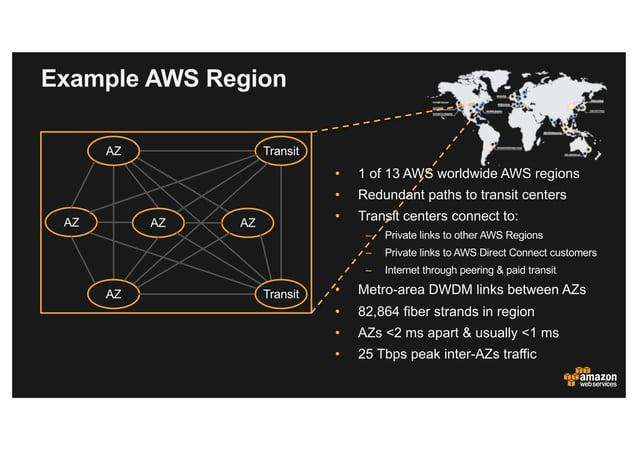 Example AWS Region
AZ
Transit
AZ
AZ
AZ
AZ
Transit
• 1 of 13 AWS worldwide AWS regions
• Redundant paths to transit centers
• Transit centers connect to:
– Private links to other AWS Regions
– Private links to AWS Direct Connect customers
– Internet through peering & paid transit
• Metro-area DWDM links between AZs
• 82,864 fiber strands in region
• AZs <2 ms apart & usually <1 ms
• 25 Tbps peak inter-AZs traffic
amazon
web services